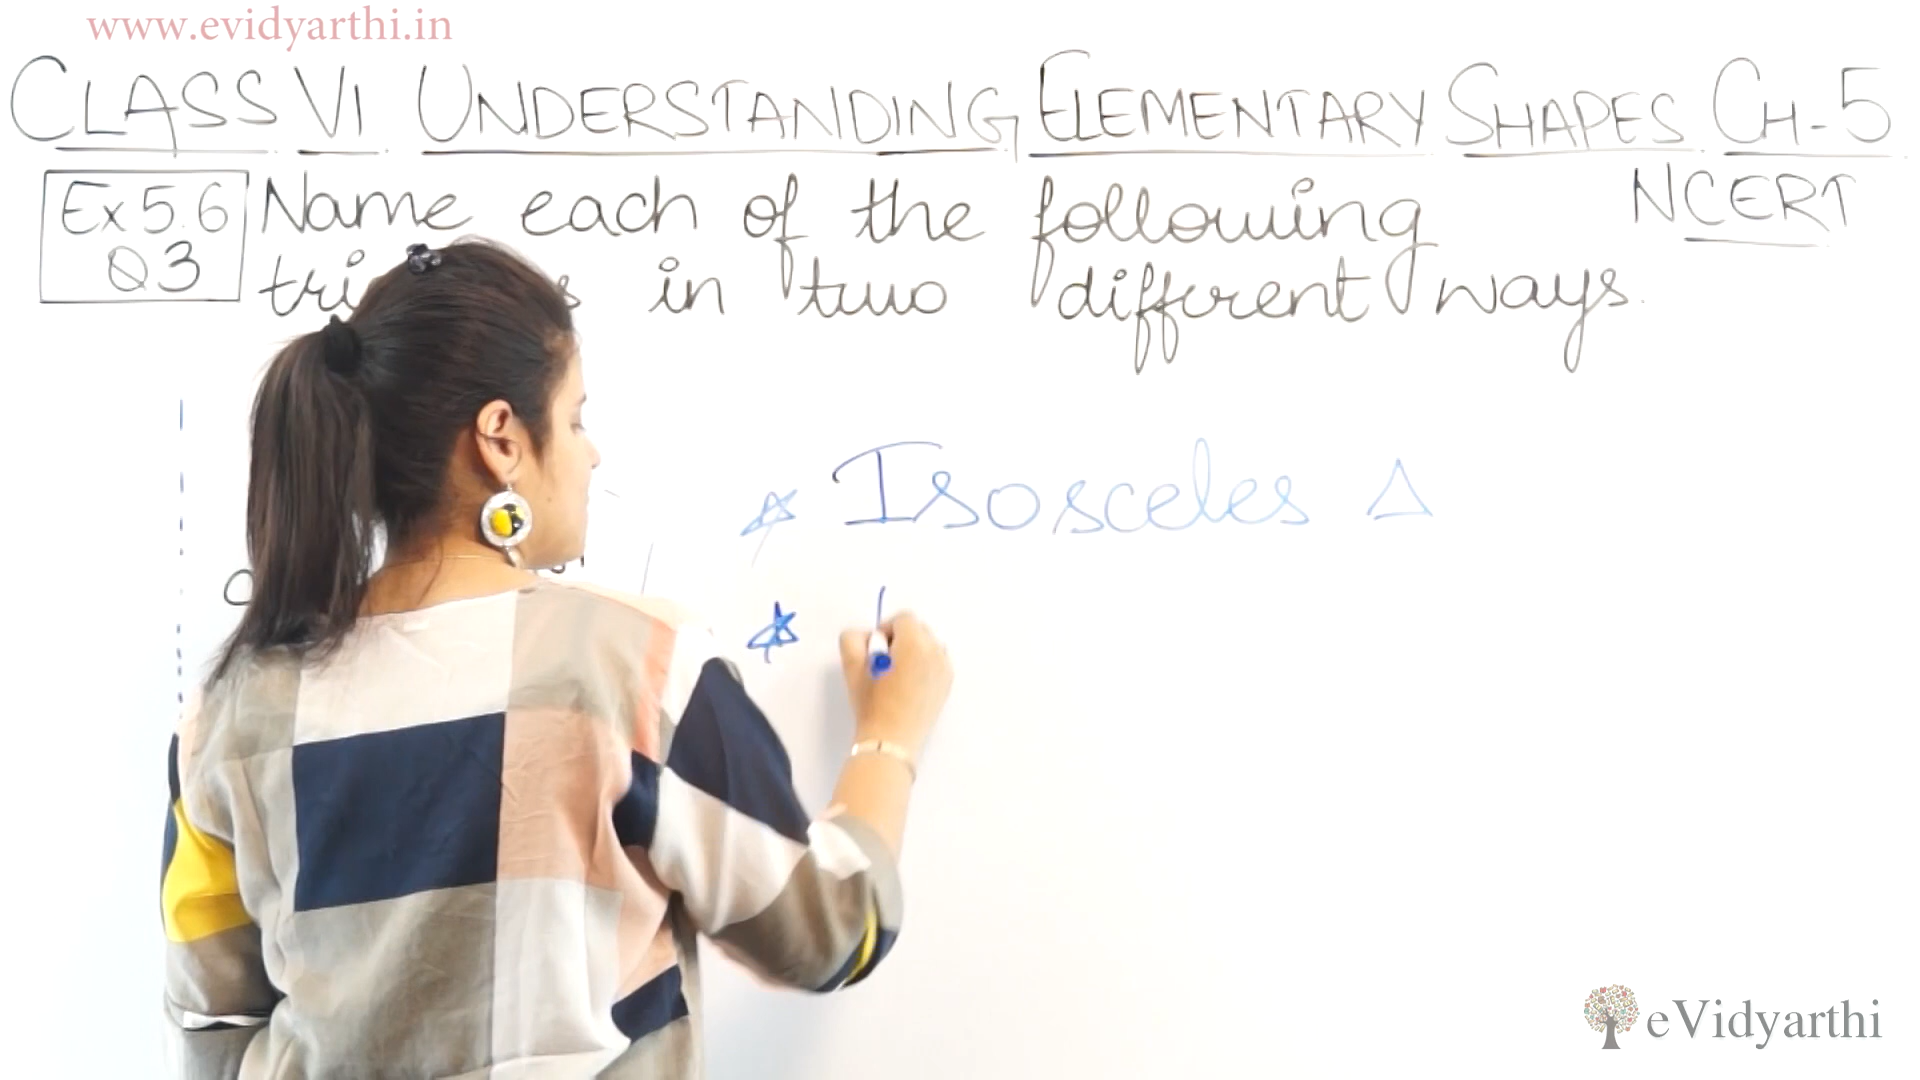 www.evidyarthi.in
CLASS VI UNDERSTANDING ELEMENTARY SHAPES CH-5
NCERT
Ex 5.6
Q3
Name each of the following
in two different ways.
Isosceles △
eVidyarthi